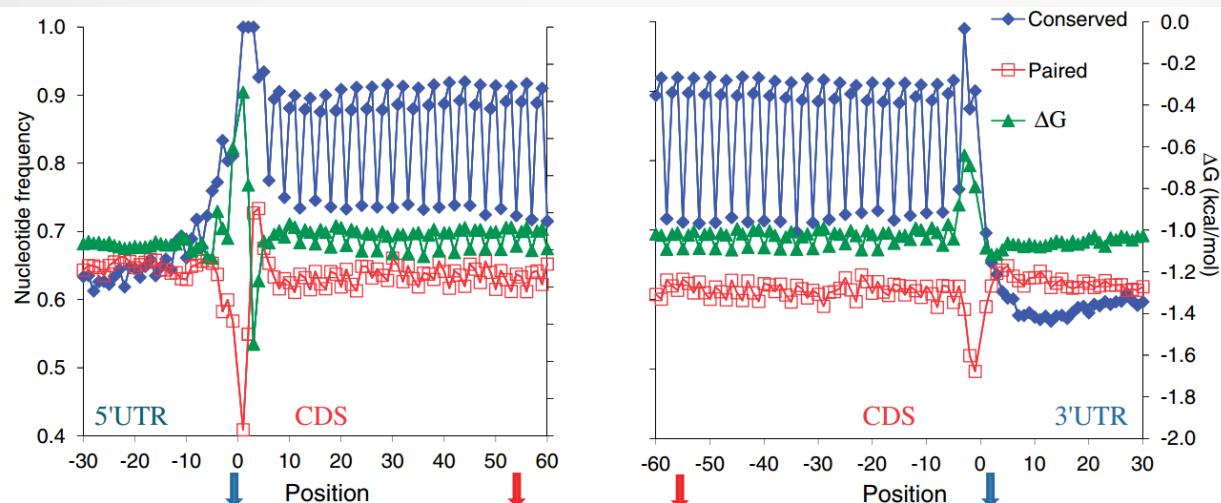 1.0
0.9
0.8
0.7
0.6
0.5
0.4
Nucleotide frequency
5'UTR
CDS
-30 -20 -10 0 10 20 30 40 50 60
Position
Conserved
Paired
ΔG
0.0
-0.2
-0.4
-0.6
-0.8
-1.0
-1.2
-1.4
-1.6
-1.8
-2.0
ΔG (kcal/mol)
CDS
3'UTR
-60 -50 -40 -30 -20 -10 0 10 20 30
Position